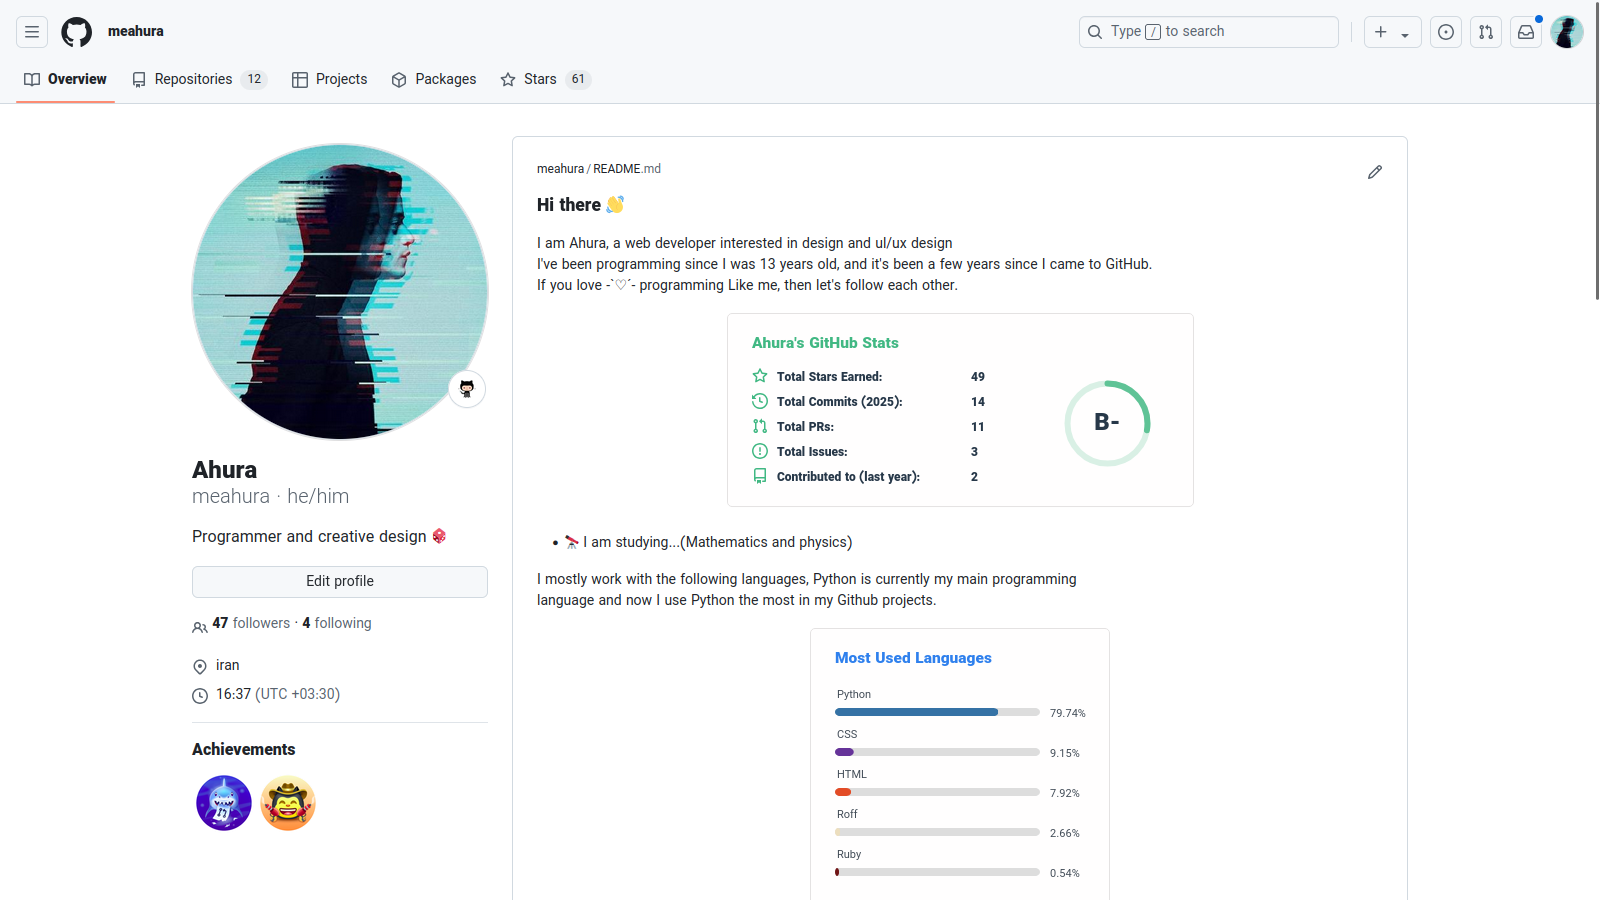 meahura
Type / to search
Overview
Repositories 12
Projects
Packages
Stars 61
Ahura
meahura · he/him
Programmer and creative design
Edit profile
47 followers · 4 following
iran
16:37 (UTC +03:30)
Achievements
meahura/README.md
Hi there 👋
I am Ahura, a web developer interested in design and ul/ux design
I've been programming since I was 13 years old, and it's been a few years since I came to GitHub.
If you love -`♡´- programming Like me, then let's follow each other.
Ahura's GitHub Stats
Total Stars Earned: 49
Total Commits (2025): 14
Total PRs: 11
Total Issues: 3
Contributed to (last year): 2
B-
• 🔭 I am studying...(Mathematics and physics)
I mostly work with the following languages, Python is currently my main programming
language and now I use Python the most in my Github projects.
Most Used Languages
Python
79.74%
CSS
9.15%
HTML
7.92%
Roff
2.66%
Ruby
0.54%